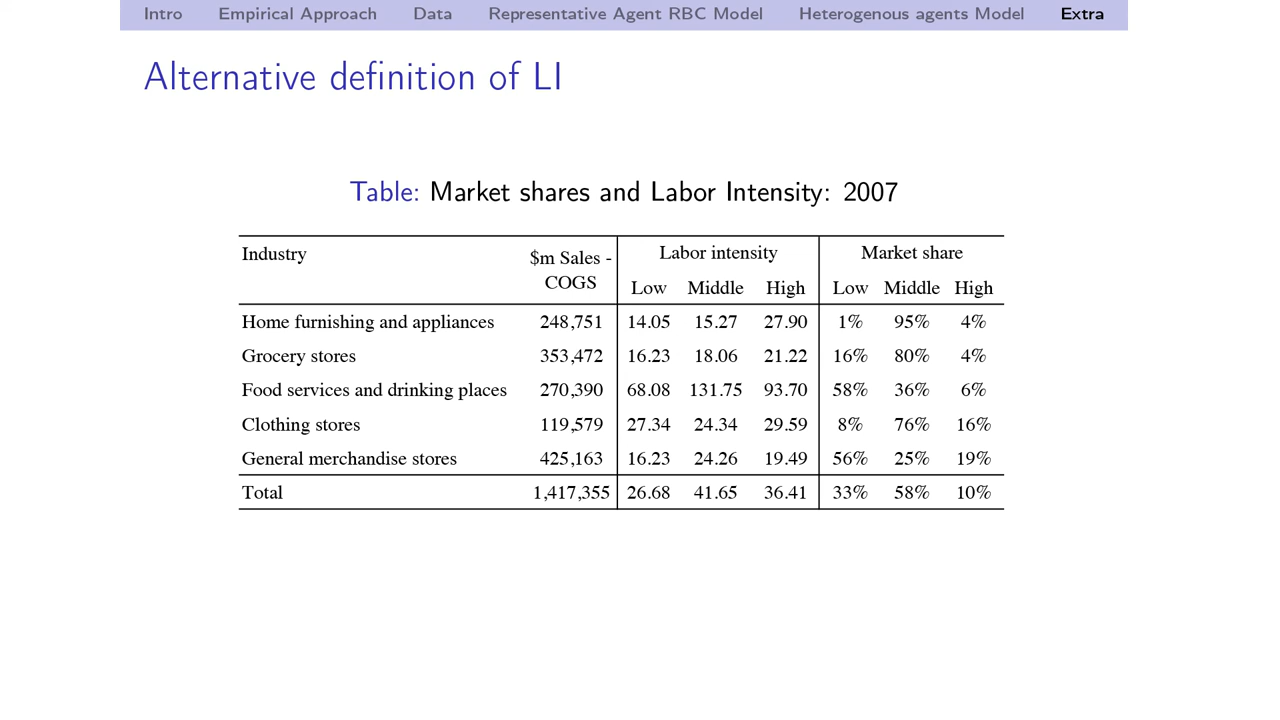 Intro Empirical Approach Data Representative Agent RBC Model Heterogenous agents Model Extra
Alternative definition of LI
Table: Market shares and Labor Intensity: 2007
Industry $m Sales - COGS Labor intensity Market share
Low Middle High Low Middle High
Home furnishing and appliances 248,751 14.05 15.27 27.90 1% 95% 4%
Grocery stores 353,472 16.23 18.06 21.22 16% 80% 4%
Food services and drinking places 270,390 68.08 131.75 93.70 58% 36% 6%
Clothing stores 119,579 27.34 24.34 29.59 8% 76% 16%
General merchandise stores 425,163 16.23 24.26 19.49 56% 25% 19%
Total 1,417,355 26.68 41.65 36.41 33% 58% 10%